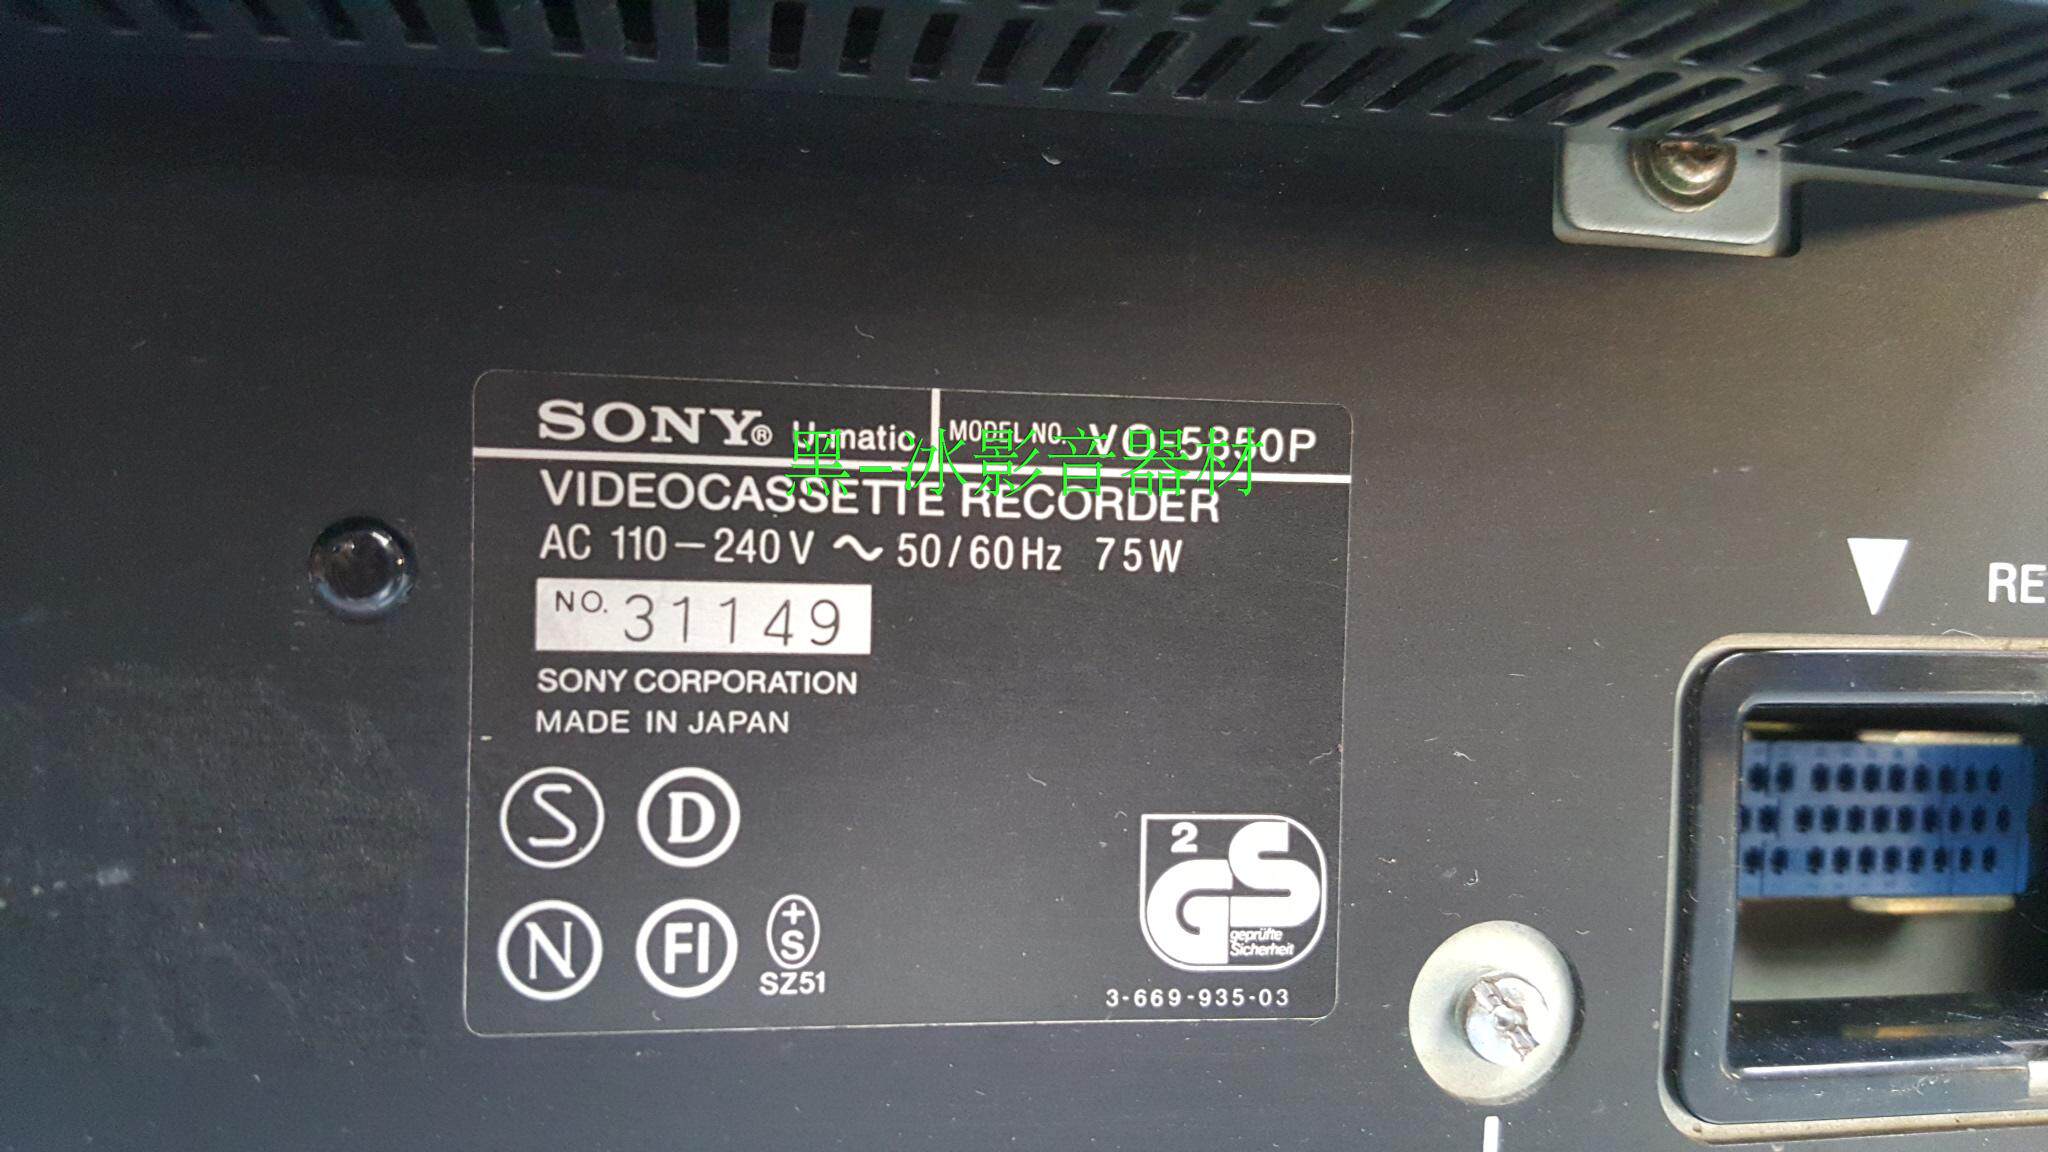 SONY® U-matic MODEL NO. VO-5850P
黑-冰影音器材
VIDEOCASSETTE RECORDER
AC 110-240V ~ 50/60Hz 75W
NO. 31149
SONY CORPORATION
MADE IN JAPAN
S D
N FI +S
SZ51
2 GS
geprüfte
Sicherheit
3-669-935-03
RE